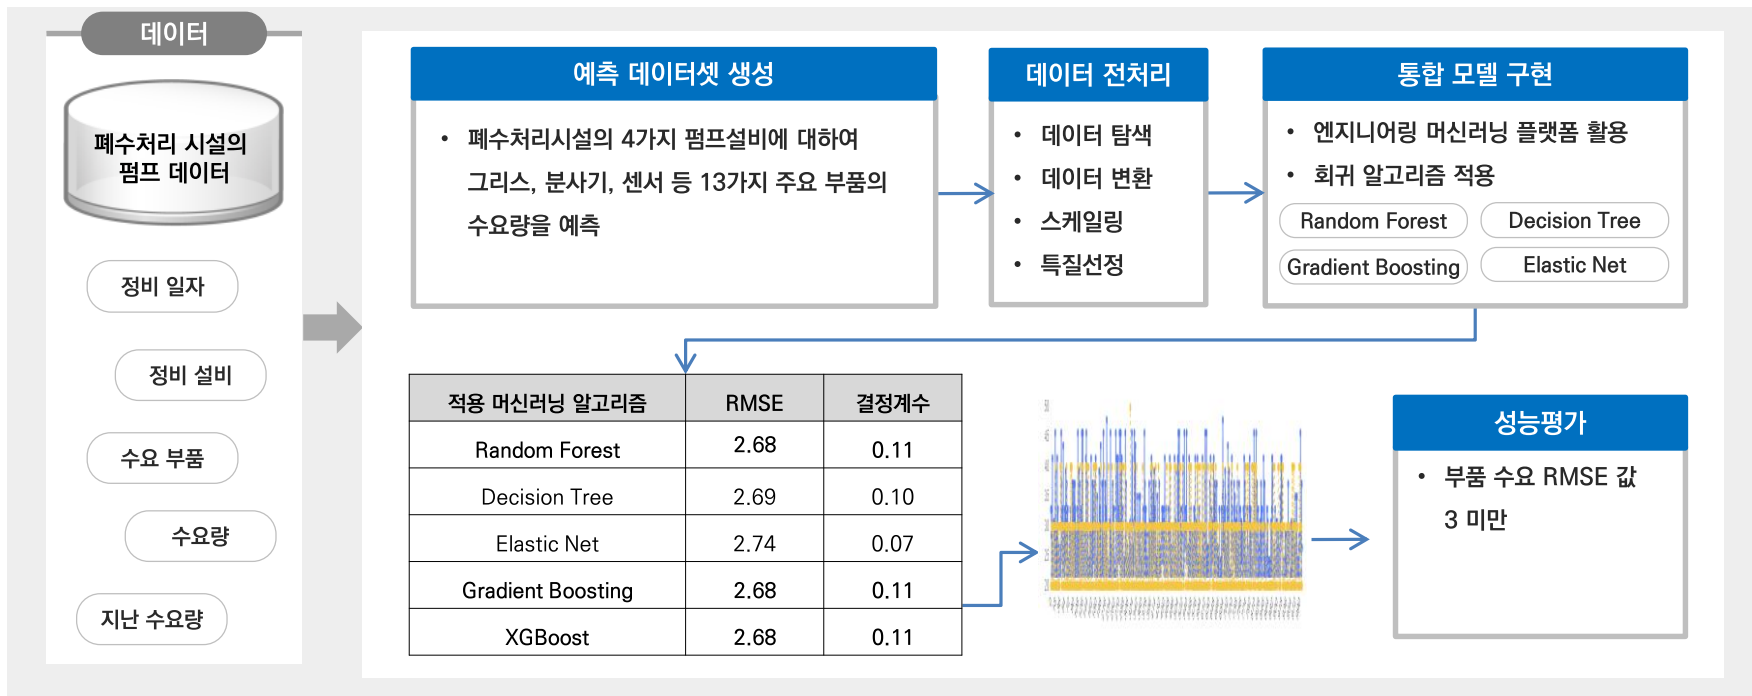 데이터
폐수처리 시설의
펌프 데이터
정비 일자
정비 설비
수요 부품
수요량
지난 수요량
예측 데이터셋 생성
• 폐수처리시설의 4가지 펌프설비에 대하여
그리스, 분사기, 센서 등 13가지 주요 부품의
수요량을 예측
데이터 전처리
• 데이터 탐색
• 데이터 변환
• 스케일링
• 특질선정
통합 모델 구현
• 엔지니어링 머신러닝 플랫폼 활용
• 회귀 알고리즘 적용
Random Forest Decision Tree
Gradient Boosting Elastic Net
적용 머신러닝 알고리즘 RMSE 결정계수
Random Forest 2.68 0.11
Decision Tree 2.69 0.10
Elastic Net 2.74 0.07
Gradient Boosting 2.68 0.11
XGBoost 2.68 0.11
성능평가
• 부품 수요 RMSE 값
3 미만